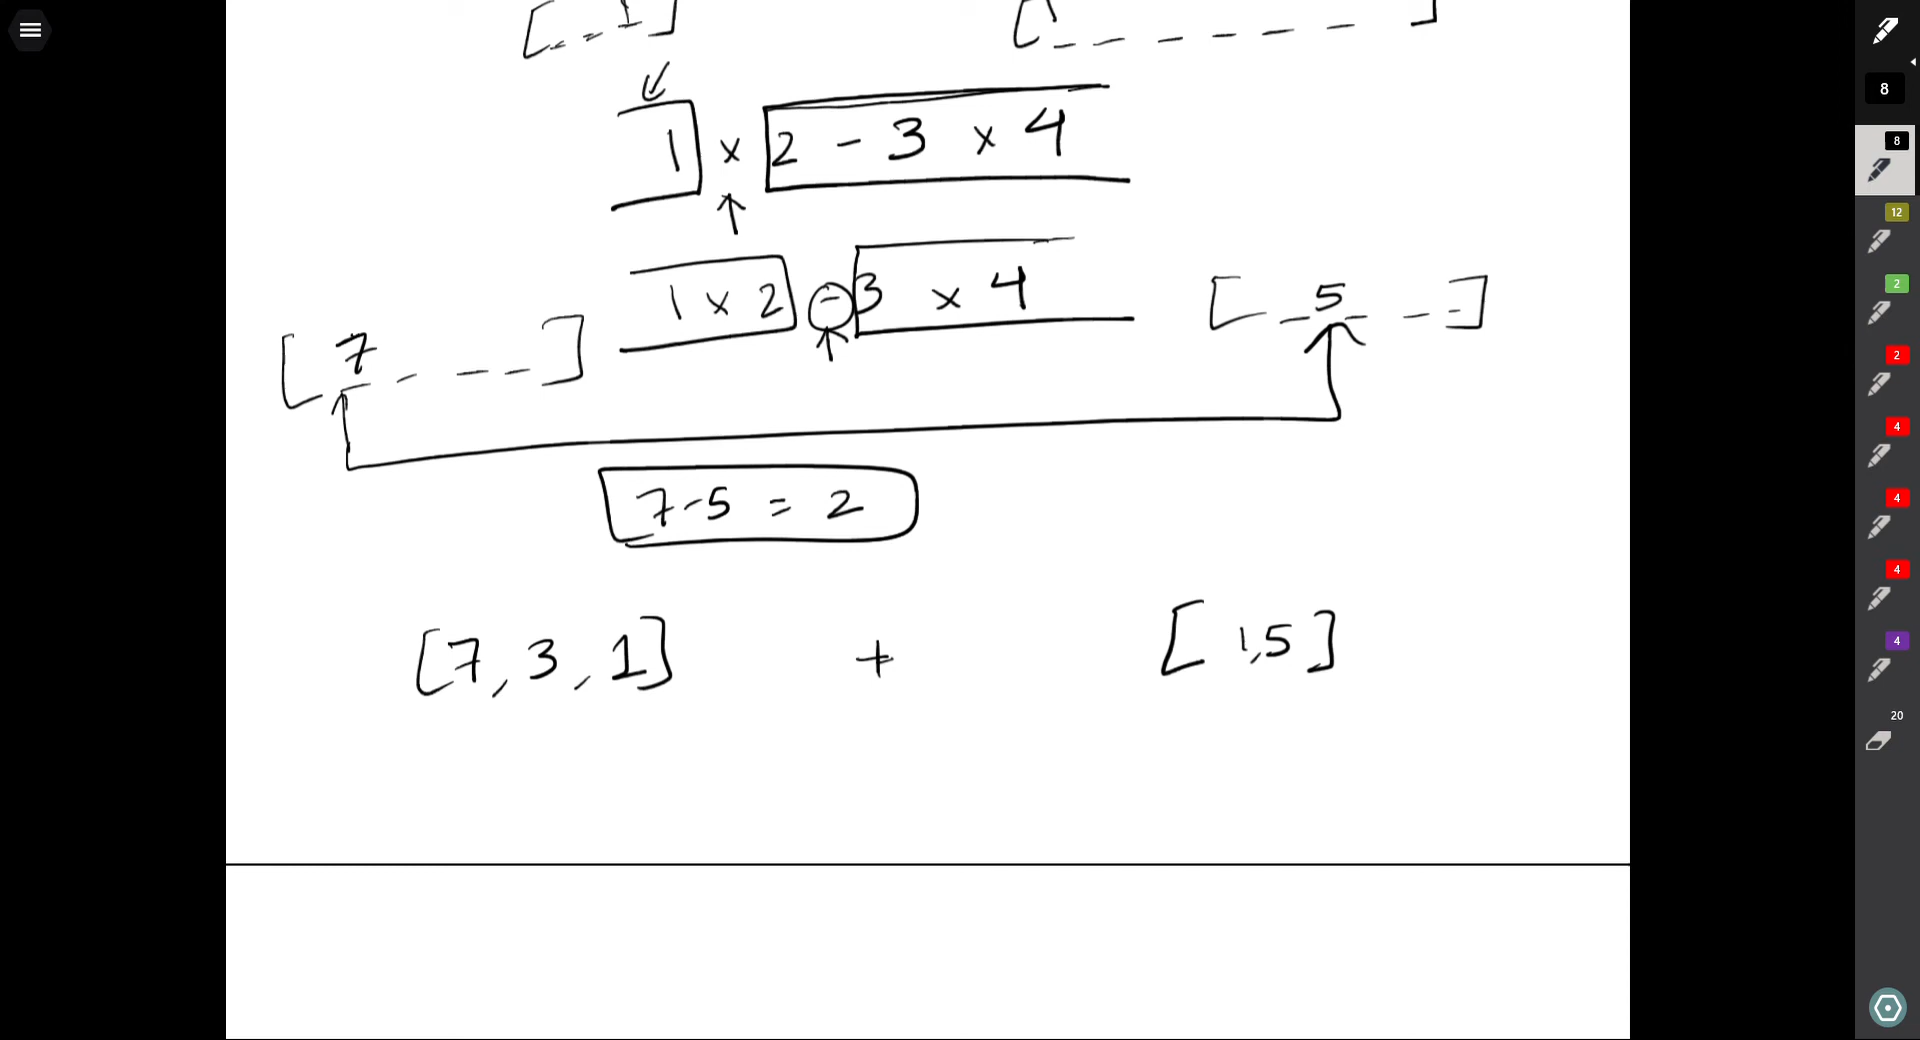 [ _ _ 1 ] [ _ _ _ _ _ _ ]
1 × 2 - 3 × 4
1 × 2 - 3 × 4
[ _ 5 _ _ _ ]
[ 7 _ _ _ ]
7-5 = 2
[7, 3, 1] + [1,5]
8
8
12
2
2
4
4
4
4
20